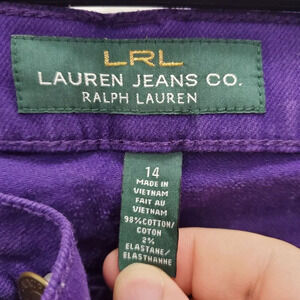 LRL
LAUREN JEANS CO.
RALPH LAUREN
14
MADE IN
VIETNAM
FAIT AU
VIETNAM
98% COTTON/
COTON
2%
ELASTANE/
ELASTHANNE